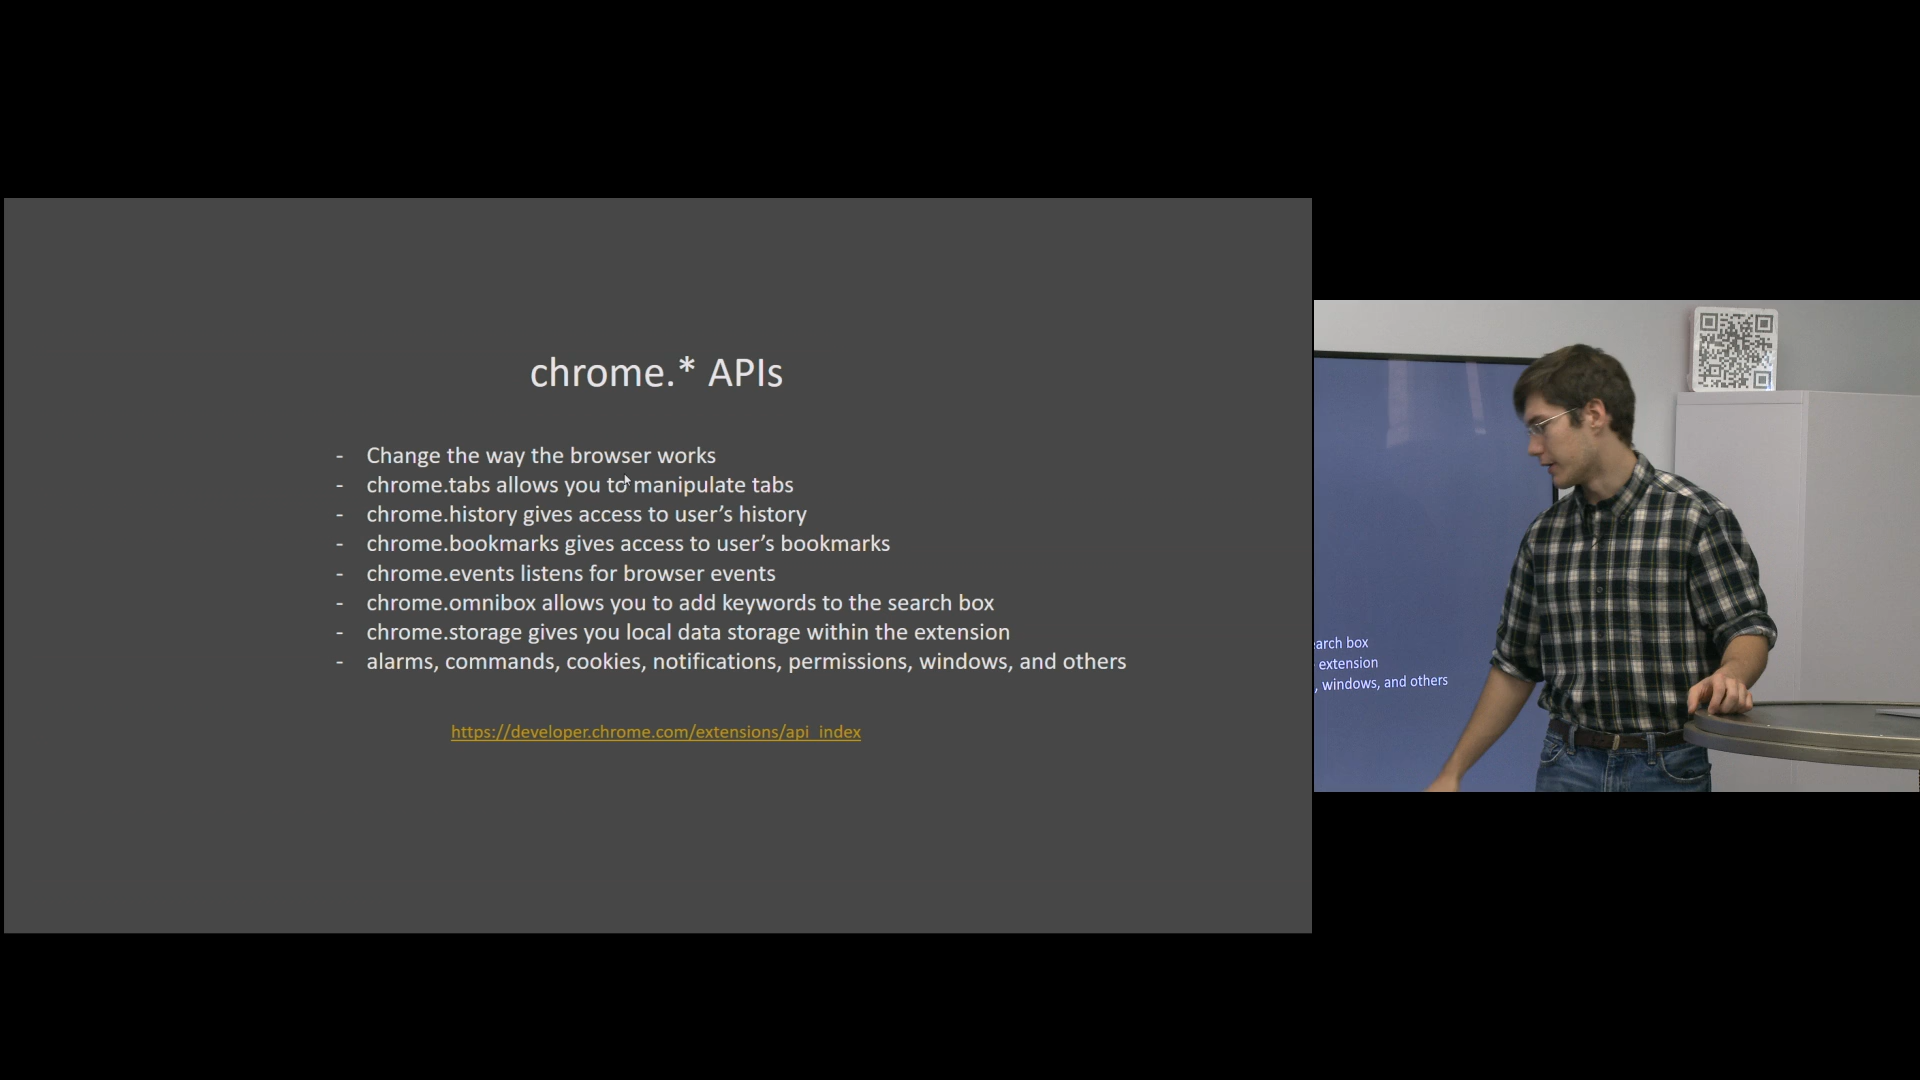 chrome.* APIs
- Change the way the browser works
- chrome.tabs allows you to manipulate tabs
- chrome.history gives access to user’s history
- chrome.bookmarks gives access to user’s bookmarks
- chrome.events listens for browser events
- chrome.omnibox allows you to add keywords to the search box
- chrome.storage gives you local data storage within the extension
- alarms, commands, cookies, notifications, permissions, windows, and others
https://developer.chrome.com/extensions/api_index
earch box
extension
, windows, and others